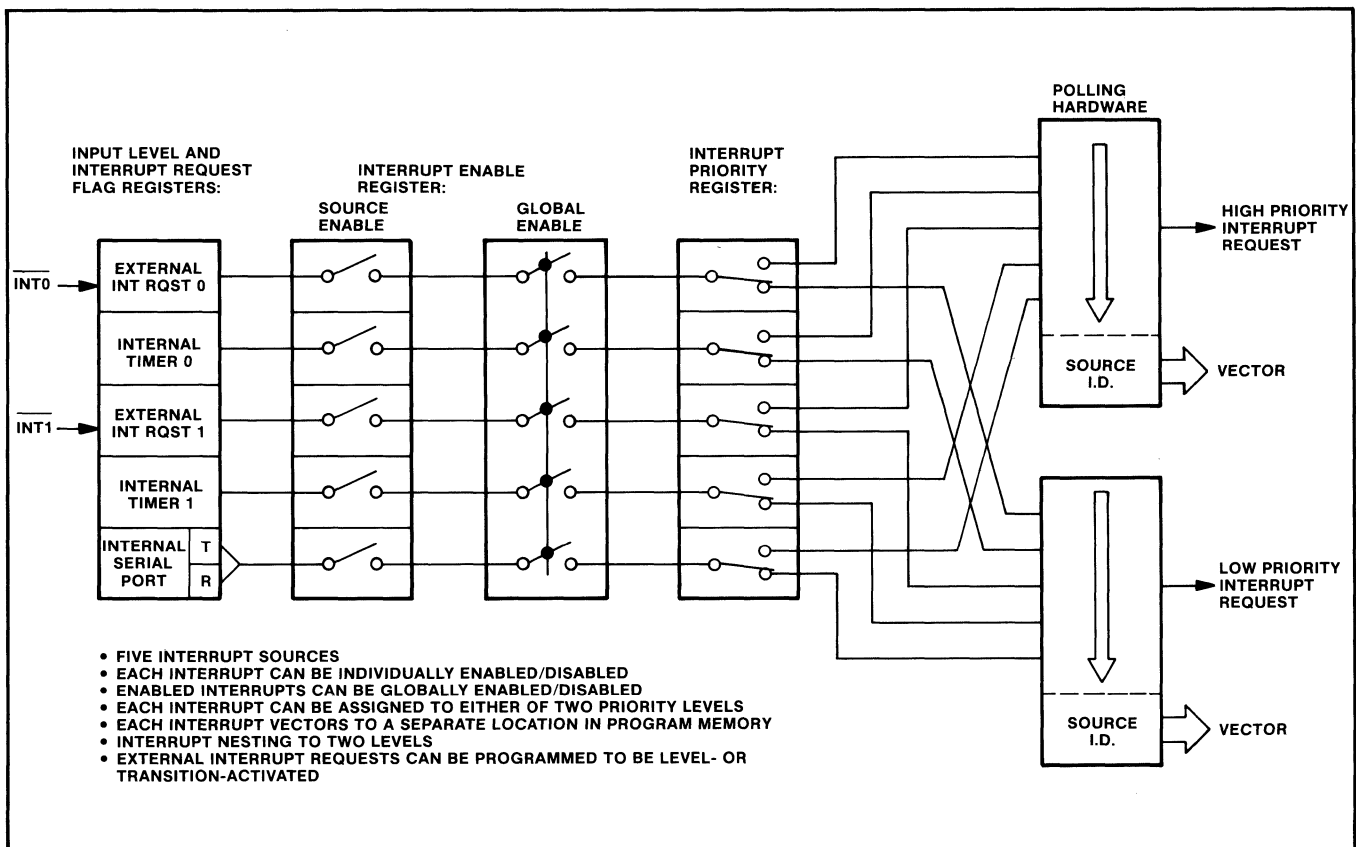 POLLING
HARDWARE
INPUT LEVEL AND
INTERRUPT REQUEST
FLAG REGISTERS:
INTERRUPT ENABLE
REGISTER:
SOURCE
ENABLE
GLOBAL
ENABLE
INTERRUPT
PRIORITY
REGISTER:
INT0
EXTERNAL
INT RQST 0
INTERNAL
TIMER 0
INT1
EXTERNAL
INT RQST 1
INTERNAL
TIMER 1
INTERNAL
SERIAL
PORT
T
R
HIGH PRIORITY
INTERRUPT
REQUEST
SOURCE
I.D.
VECTOR
LOW PRIORITY
INTERRUPT
REQUEST
SOURCE
I.D.
VECTOR
• FIVE INTERRUPT SOURCES
• EACH INTERRUPT CAN BE INDIVIDUALLY ENABLED/DISABLED
• ENABLED INTERRUPTS CAN BE GLOBALLY ENABLED/DISABLED
• EACH INTERRUPT CAN BE ASSIGNED TO EITHER OF TWO PRIORITY LEVELS
• EACH INTERRUPT VECTORS TO A SEPARATE LOCATION IN PROGRAM MEMORY
• INTERRUPT NESTING TO TWO LEVELS
• EXTERNAL INTERRUPT REQUESTS CAN BE PROGRAMMED TO BE LEVEL- OR
TRANSITION-ACTIVATED